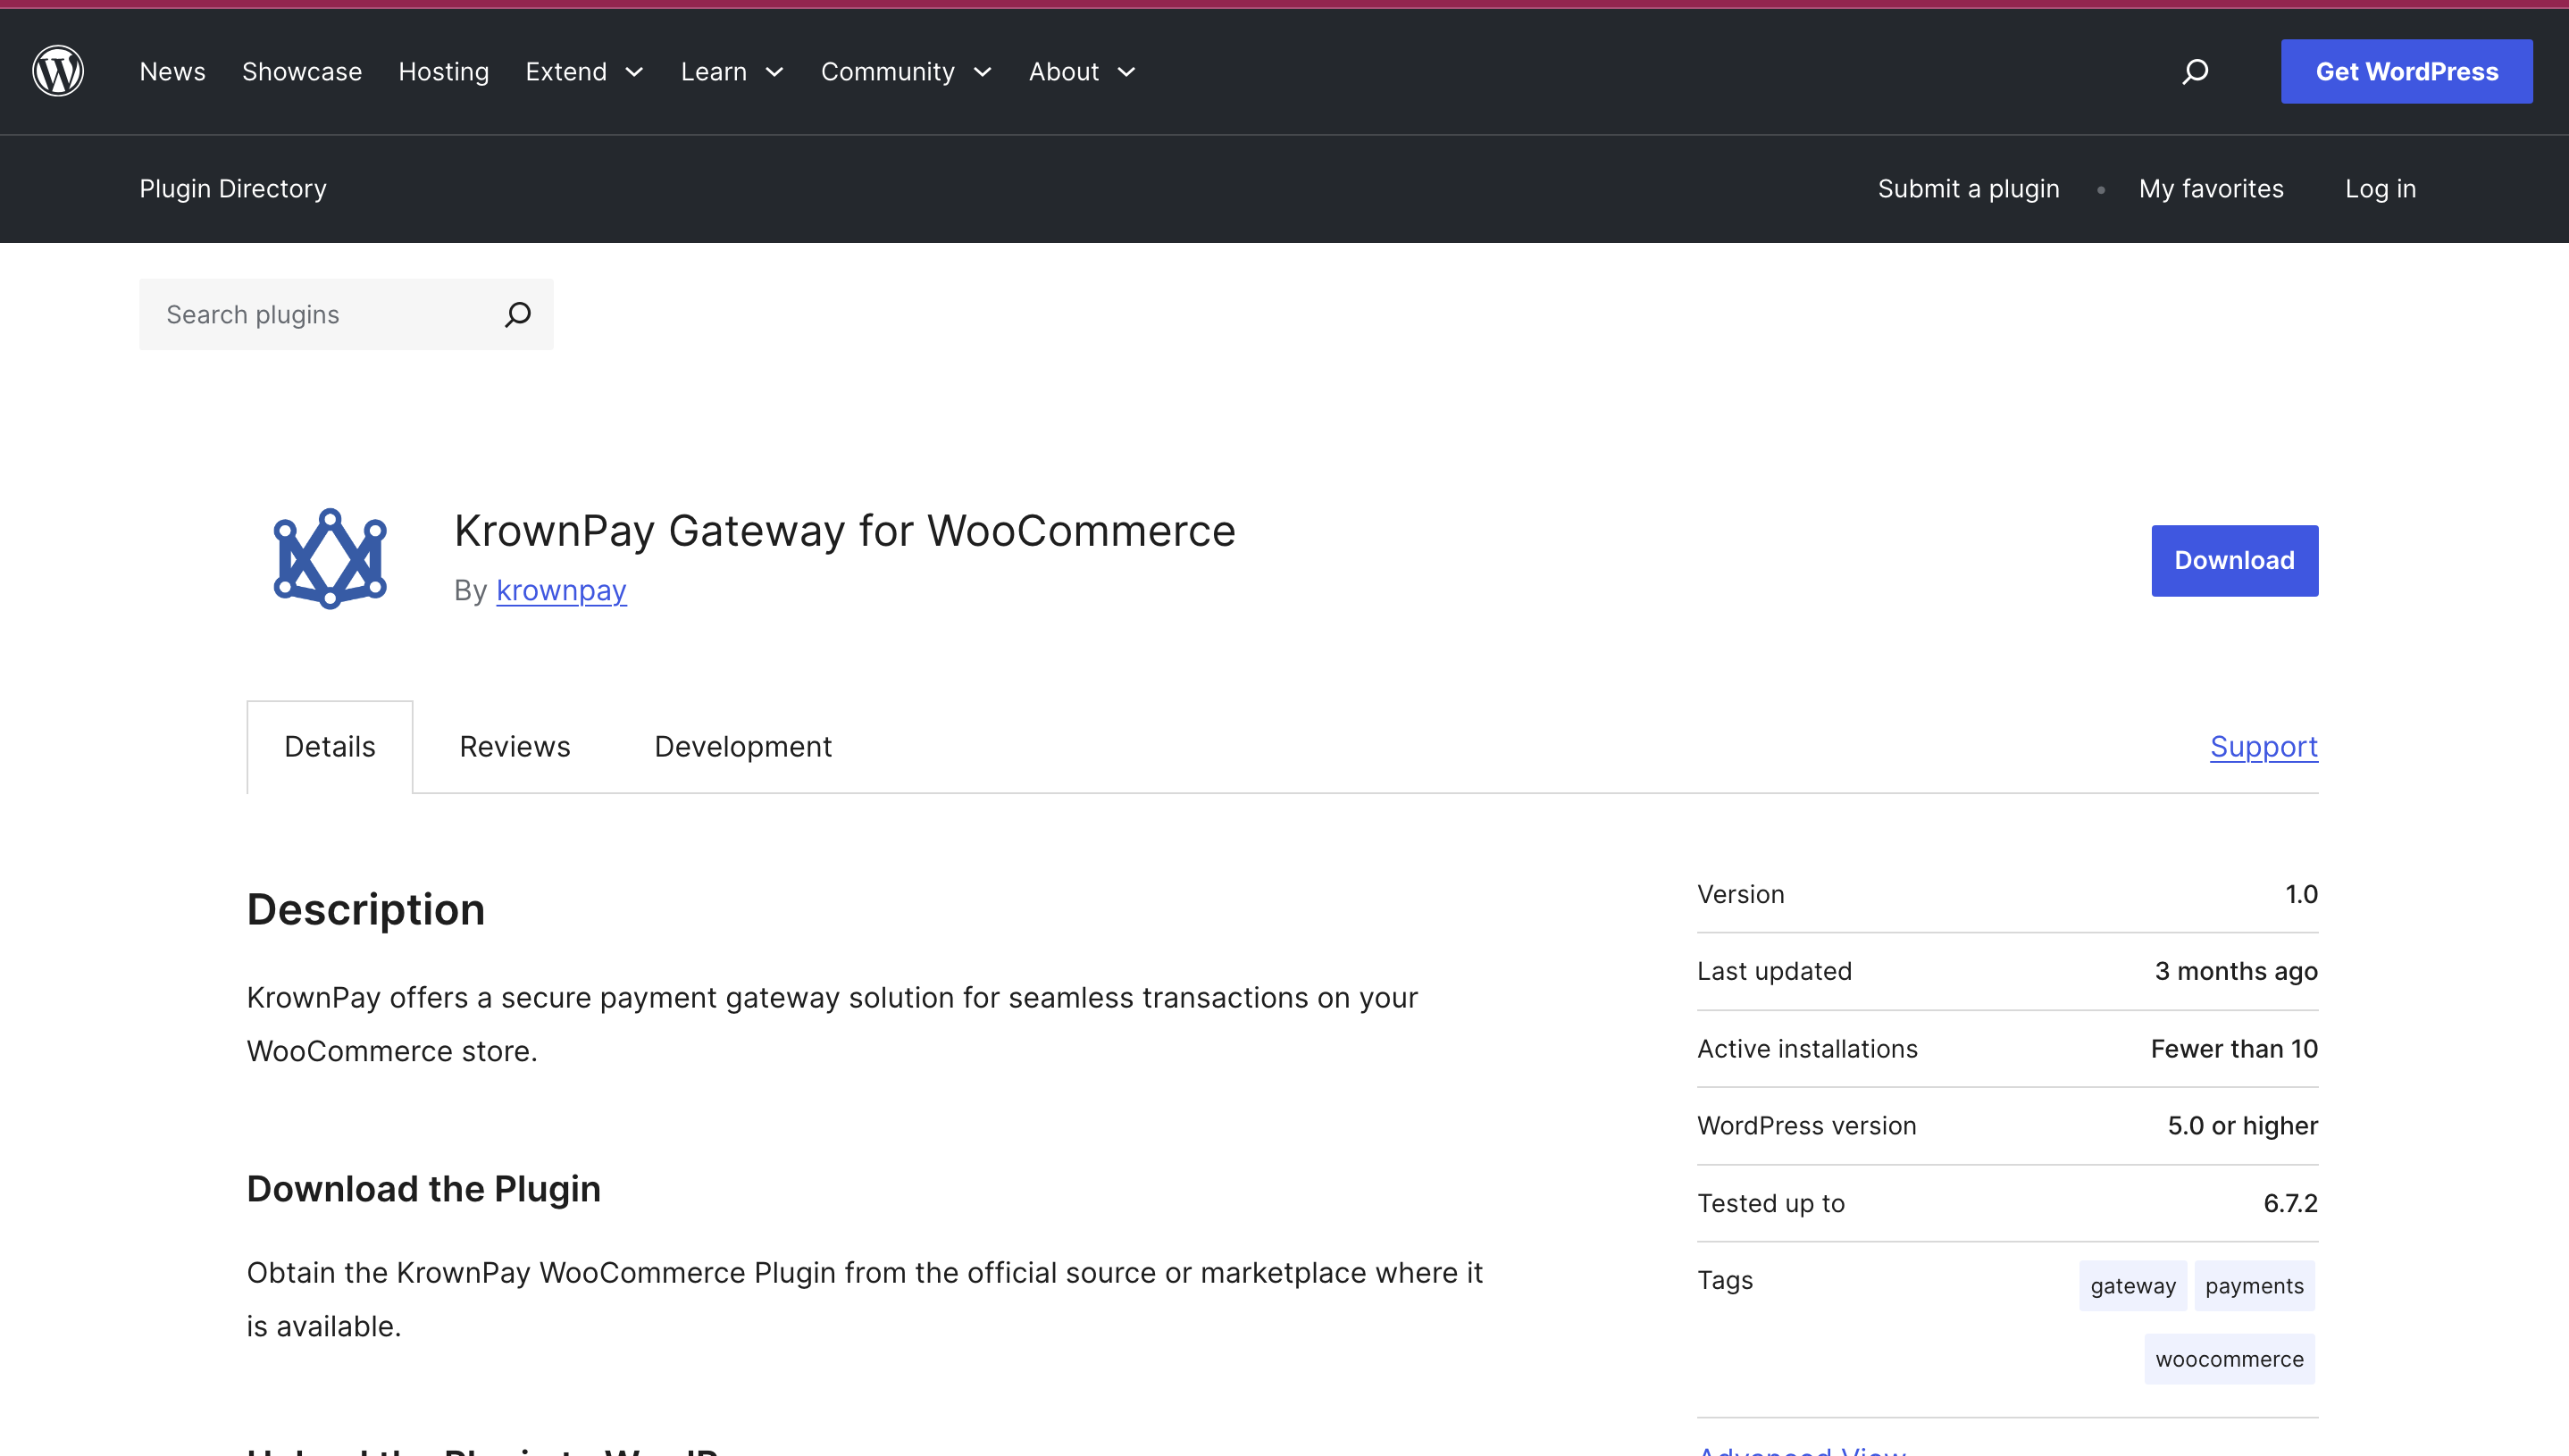 News Showcase Hosting Extend Learn Community About Get WordPress
Plugin Directory Submit a plugin • My favorites Log in
Search plugins
KrownPay Gateway for WooCommerce
By krownpay
Download
Details Reviews Development Support
Description
KrownPay offers a secure payment gateway solution for seamless transactions on your
WooCommerce store.
Download the Plugin
Obtain the KrownPay WooCommerce Plugin from the official source or marketplace where it
is available.
Version 1.0
Last updated 3 months ago
Active installations Fewer than 10
WordPress version 5.0 or higher
Tested up to 6.7.2
Tags gateway payments
woocommerce
Advanced View